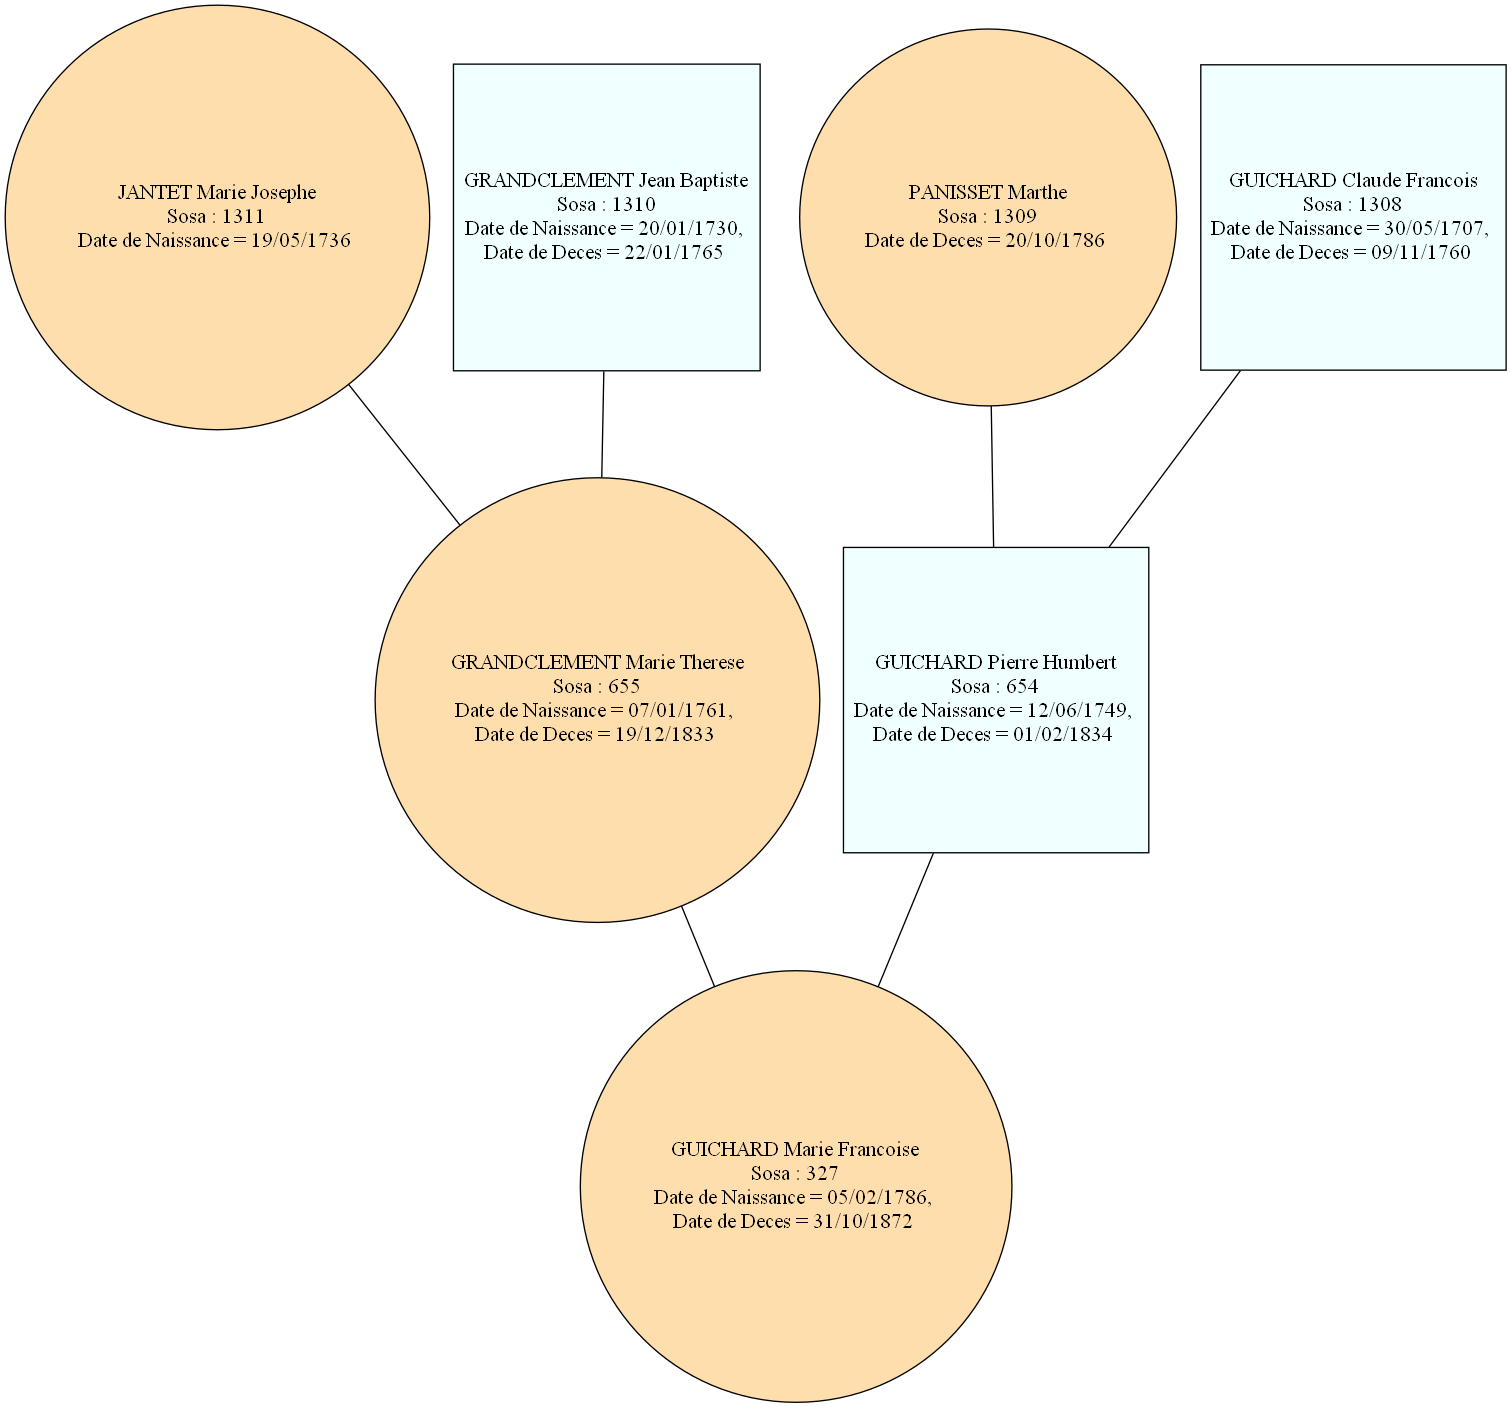 JANTET Marie Josephe
Sosa : 1311
Date de Naissance = 19/05/1736
GRANDCLEMENT Jean Baptiste
Sosa : 1310
Date de Naissance = 20/01/1730,
Date de Deces = 22/01/1765
PANISSET Marthe
Sosa : 1309
Date de Deces = 20/10/1786
GUICHARD Claude Francois
Sosa : 1308
Date de Naissance = 30/05/1707,
Date de Deces = 09/11/1760
GRANDCLEMENT Marie Therese
Sosa : 655
Date de Naissance = 07/01/1761,
Date de Deces = 19/12/1833
GUICHARD Pierre Humbert
Sosa : 654
Date de Naissance = 12/06/1749,
Date de Deces = 01/02/1834
GUICHARD Marie Francoise
Sosa : 327
Date de Naissance = 05/02/1786,
Date de Deces = 31/10/1872